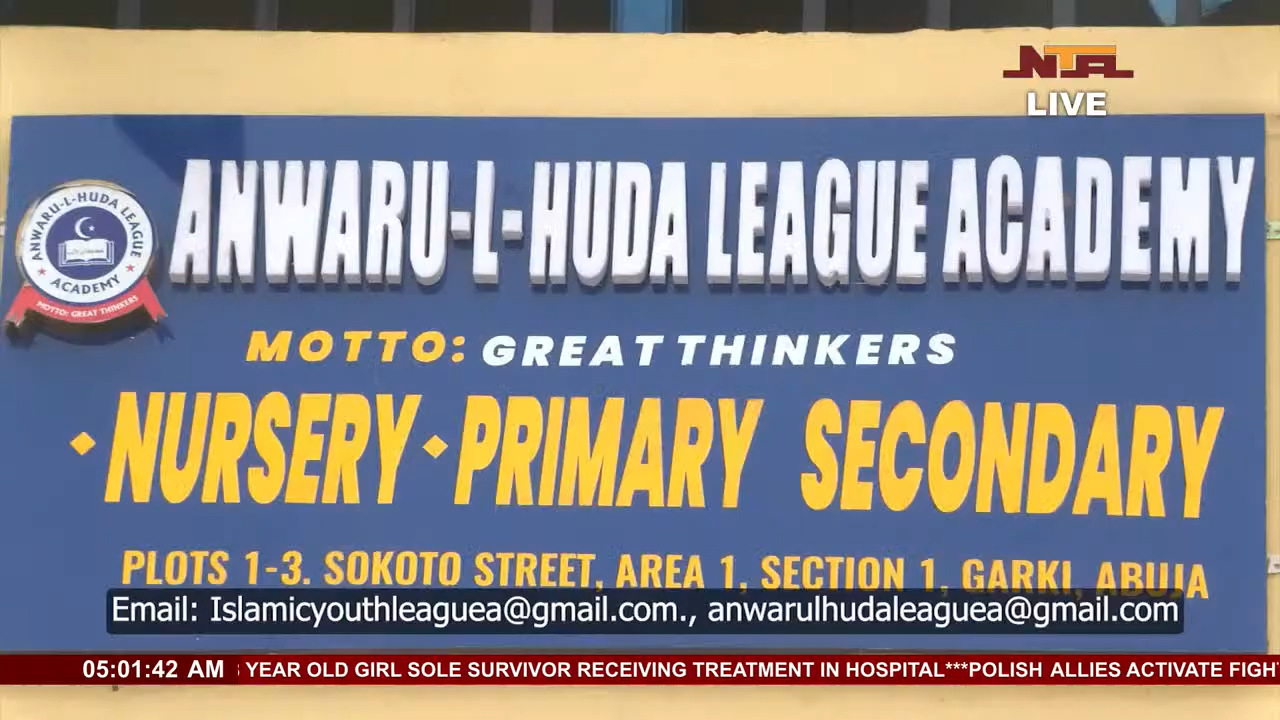 NTA
LIVE
ANWARU-L-HUDA LEAGUE ACADEMY
ANWARU-L-HUDA LEAGUE
ACADEMY
MOTTO: GREAT THINKERS
MOTTO: GREAT THINKERS
NURSERY PRIMARY SECONDARY
PLOTS 1-3. SOKOTO STREET, AREA 1, SECTION 1, GARKI, ABUJA
Email: Islamicyouthleaguea@gmail.com., anwarulhudaleaguea@gmail.com
05:01:42 AM YEAR OLD GIRL SOLE SURVIVOR RECEIVING TREATMENT IN HOSPITAL***POLISH ALLIES ACTIVATE